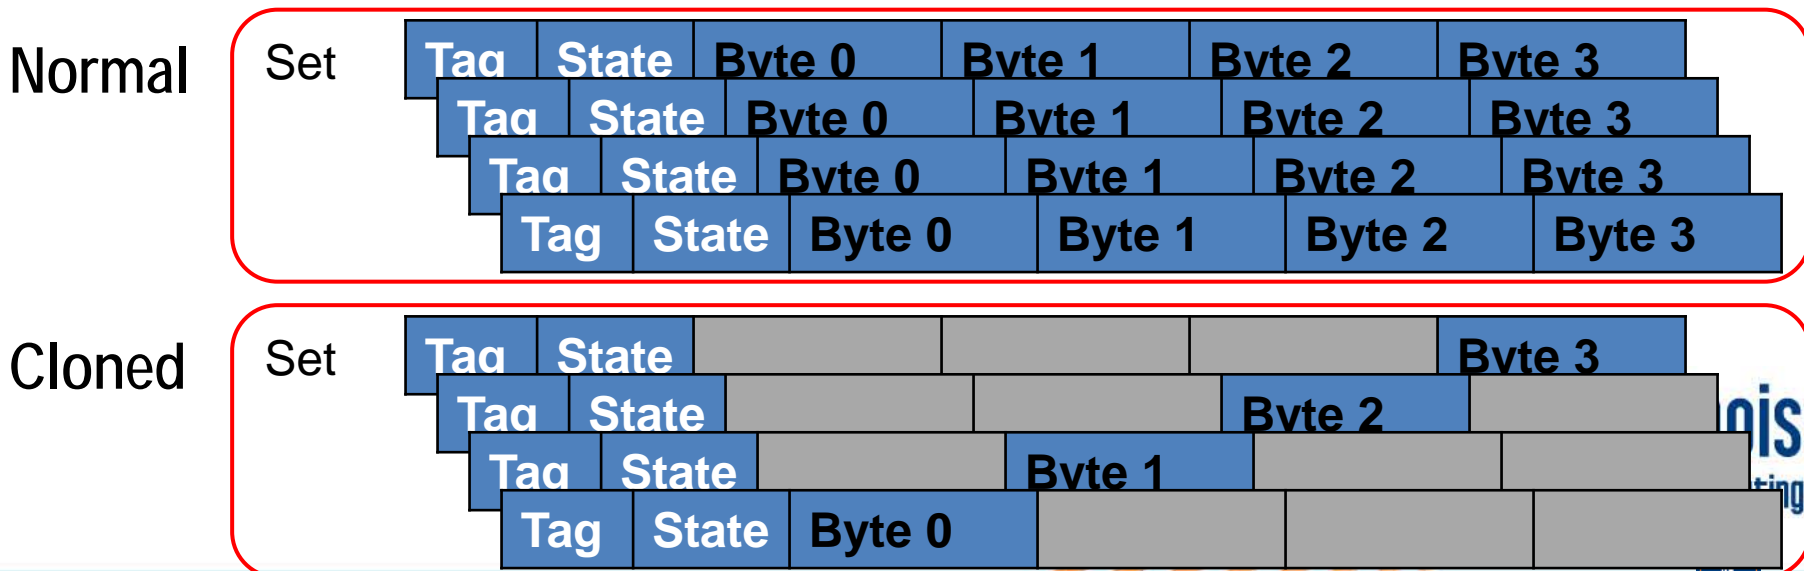 Normal
Set
Tag State Byte 0 Byte 1 Byte 2 Byte 3
Tag State Byte 0 Byte 1 Byte 2 Byte 3
Tag State Byte 0 Byte 1 Byte 2 Byte 3
Tag State Byte 0 Byte 1 Byte 2 Byte 3
Cloned
Set
Tag State Byte 3
Tag State Byte 2
Tag State Byte 1
Tag State Byte 0